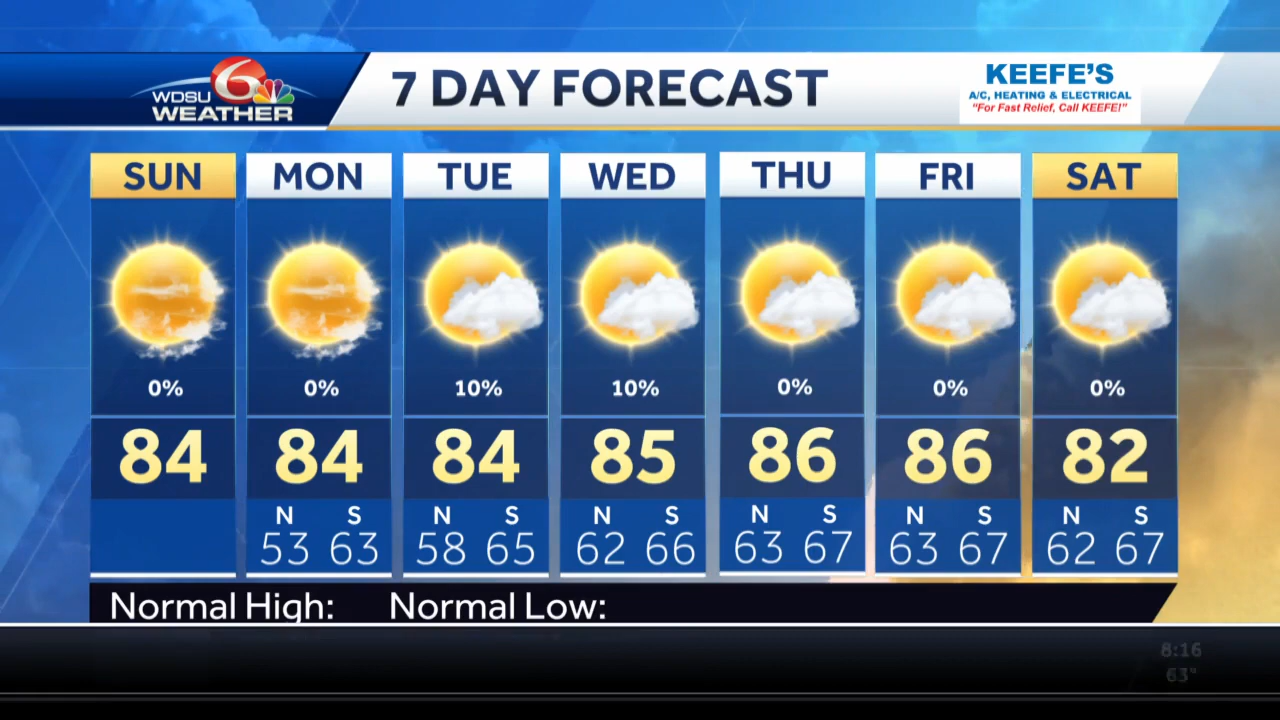 WDSU 6
WEATHER
7 DAY FORECAST
KEEFE'S
A/C, HEATING & ELECTRICAL
"For Fast Relief, Call KEEFE!"
SUN MON TUE WED THU FRI SAT
0% 0% 10% 10% 0% 0% 0%
84 84 84 85 86 86 82
N S N S N S N S N S N S
53 63 58 65 62 66 63 67 63 67 62 67
Normal High: Normal Low:
8:16
63°